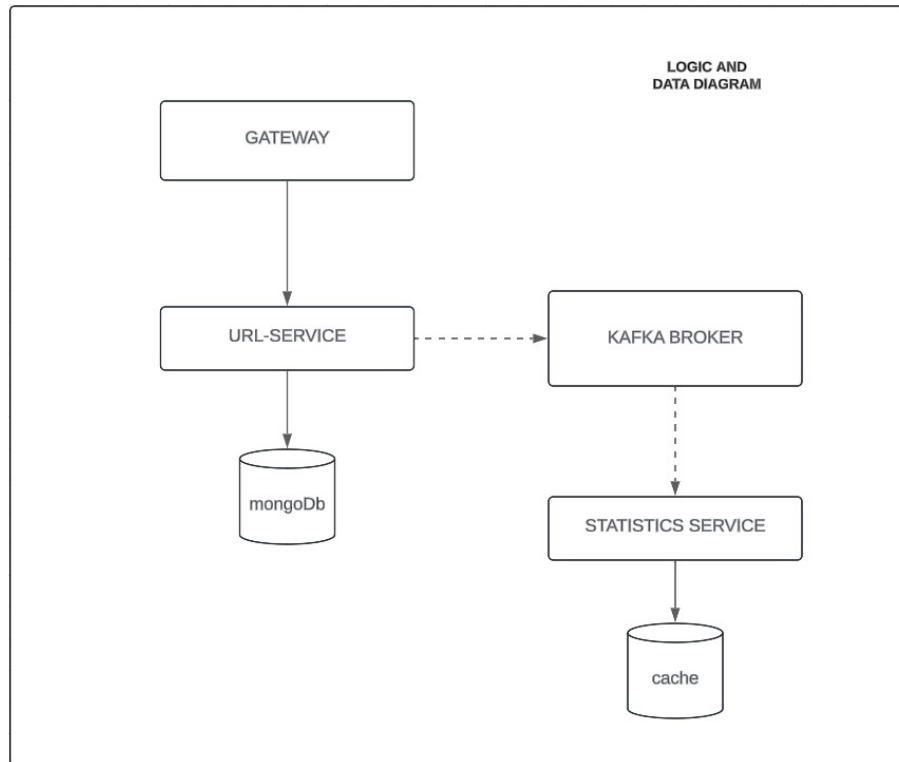 LOGIC AND
DATA DIAGRAM
GATEWAY
URL-SERVICE
KAFKA BROKER
mongoDb
STATISTICS SERVICE
cache